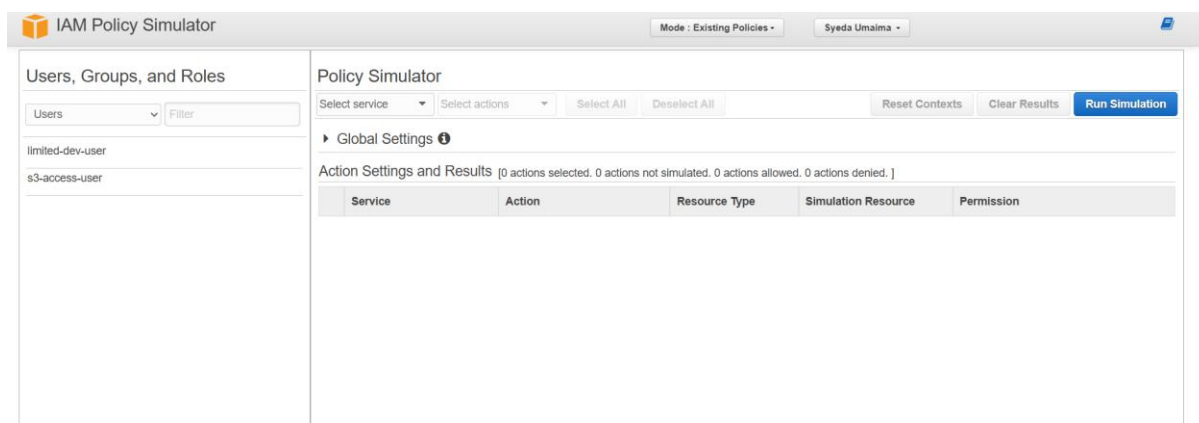 IAM Policy Simulator
Mode : Existing Policies
Syeda Umaima
Users, Groups, and Roles
Users
Filter
limited-dev-user
s3-access-user
Policy Simulator
Select service
Select actions
Select All
Deselect All
Reset Contexts
Clear Results
Run Simulation
Global Settings
Action Settings and Results [0 actions selected. 0 actions not simulated. 0 actions allowed. 0 actions denied. ]
Service Action Resource Type Simulation Resource Permission